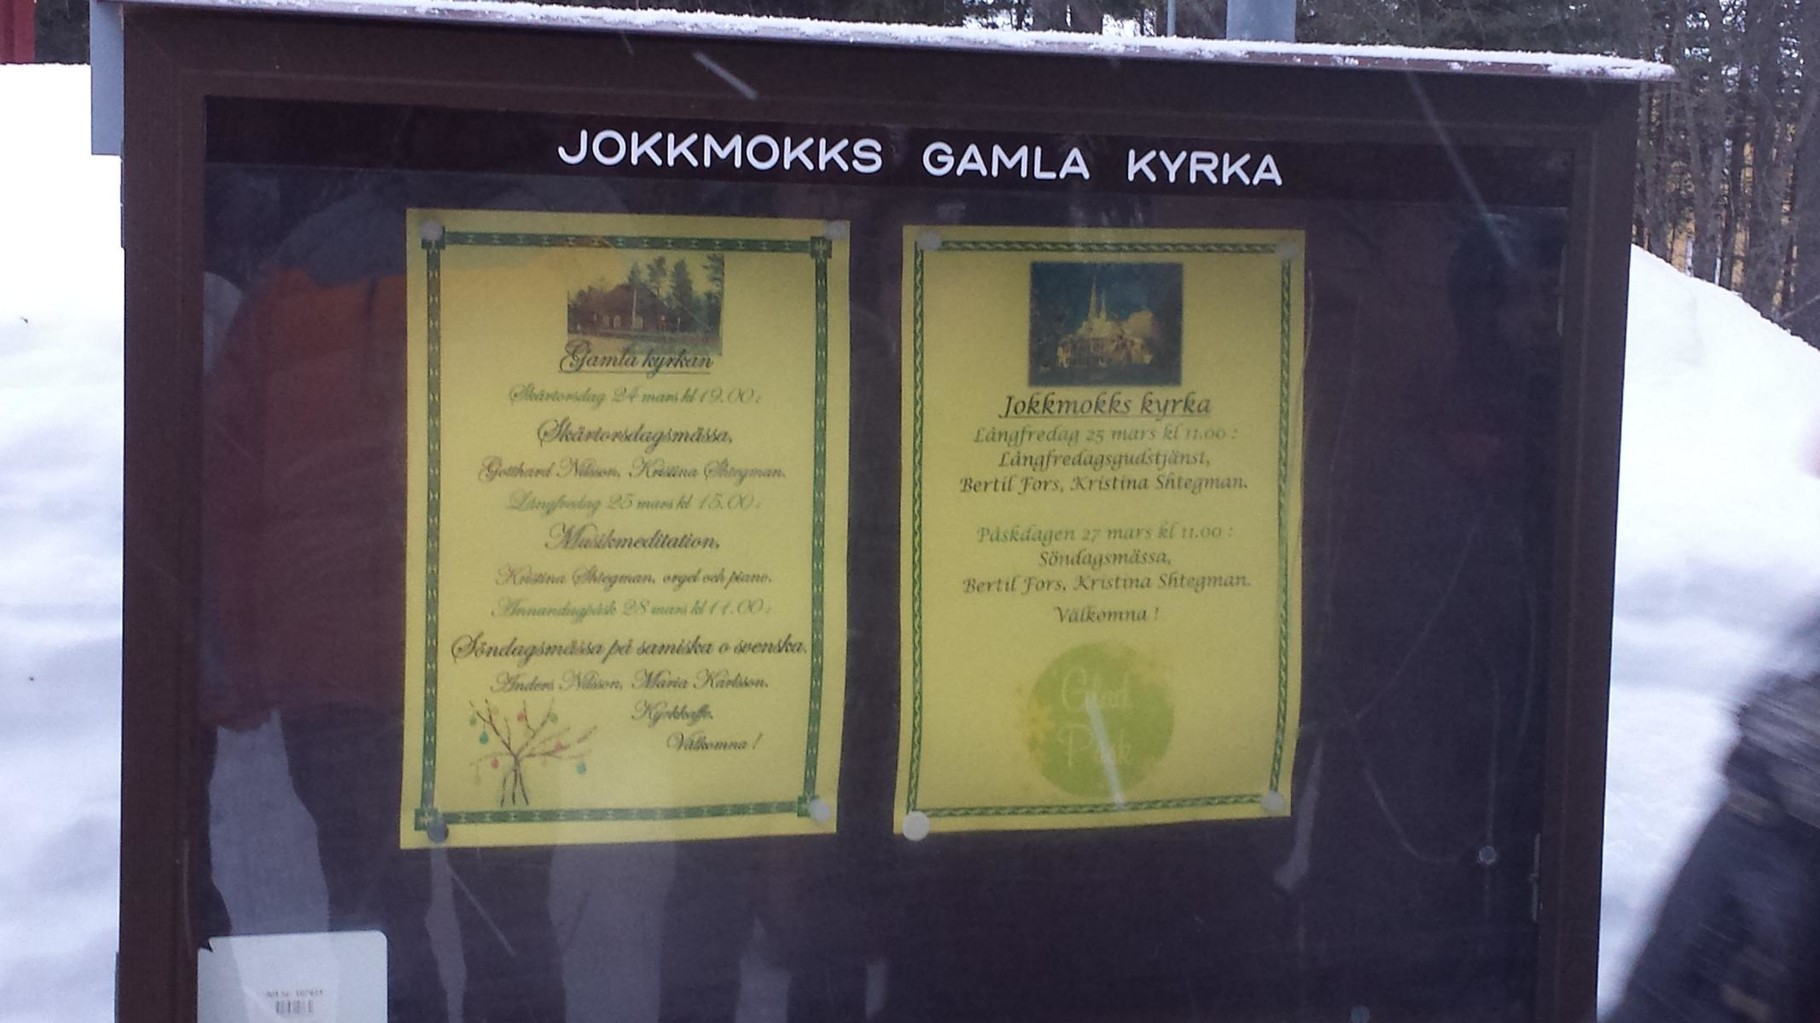 JOKKMOKKS GAMLA KYRKA
Gamla kyrkan
Skärtorsdag 24 mars kl 19.00:
Skärtorsdagsmässa,
Gotthard Nilsson, Kristina Shtegman.
Långfredag 25 mars kl 15.00:
Musikmeditation,
Kristina Shtegman, orgel och piano.
Annandagpåsk 28 mars kl 11.00:
Söndagsmässa på samiska o svenska.
Anders Nilsson, Maria Karlsson.
Kyrkkaffe.
Välkomna !
Jokkmokks kyrka
Långfredag 25 mars kl 11.00 :
Långfredagsgudstjänst,
Bertil Fors, Kristina Shtegman.
Påskdagen 27 mars kl 11.00 :
Söndagsmässa,
Bertil Fors, Kristina Shtegman.
Välkomna !
Glad
Påsk